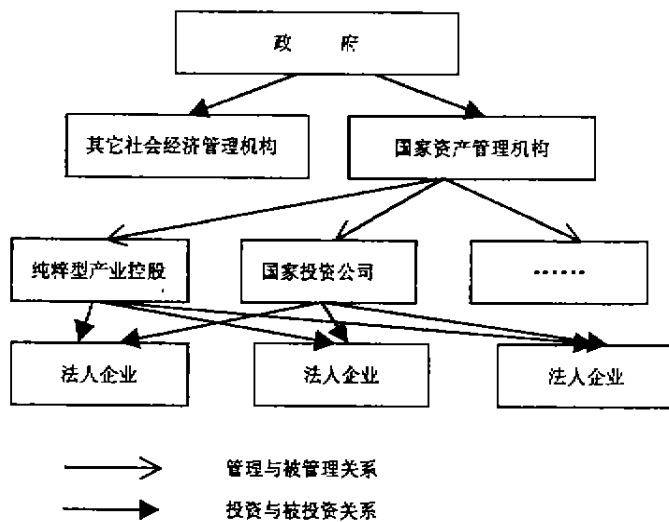 政 府
其它社会经济管理机构 国家资产管理机构
纯粹型产业控股 国家投资公司 ……
法人企业 法人企业 法人企业
管理与被管理关系
投资与被投资关系